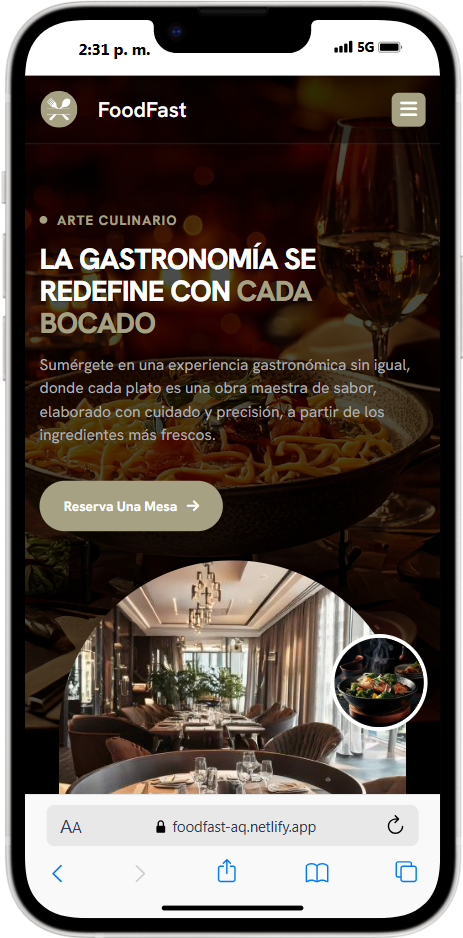 2:31 p. m.
5G
FoodFast
ARTE CULINARIO
LA GASTRONOMÍA SE
REDEFINE CON CADA
BOCADO
Sumérgete en una experiencia gastronómica sin igual,
donde cada plato es una obra maestra de sabor,
elaborado con cuidado y precisión, a partir de los
ingredientes más frescos.
Reserva Una Mesa →
AA
foodfast-aq.netlify.app